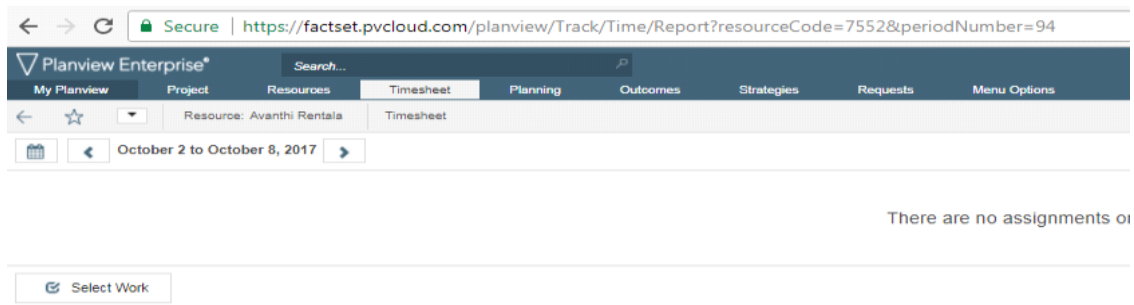 Secure | https://factset.pvcloud.com/planview/Track/Time/Report?resourceCode=7552&periodNumber=94
Planview Enterprise® Search...
My Planview Project Resources Timesheet Planning Outcomes Strategies Requests Menu Options
Resource: Avanthi Rentala Timesheet
October 2 to October 8, 2017
There are no assignments or
Select Work